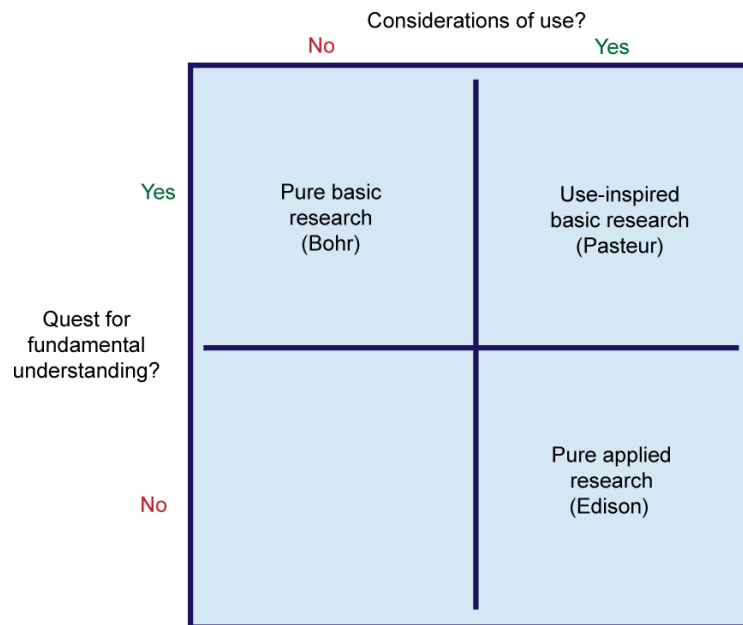 Considerations of use?
No
Yes
Yes
Pure basic
research
(Bohr)
Use-inspired
basic research
(Pasteur)
Quest for
fundamental
understanding?
No
Pure applied
research
(Edison)